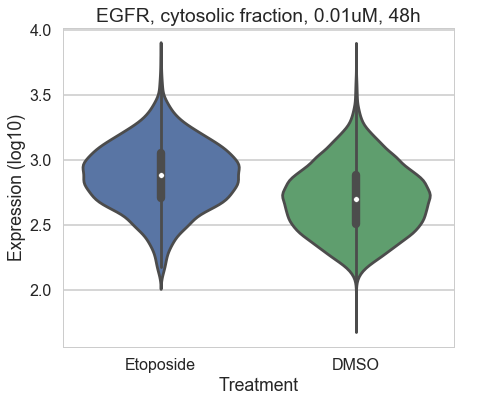 EGFR, cytosolic fraction, 0.01uM, 48h
4.0
3.5
3.0
2.5
2.0
Expression (log10)
Etoposide DMSO
Treatment